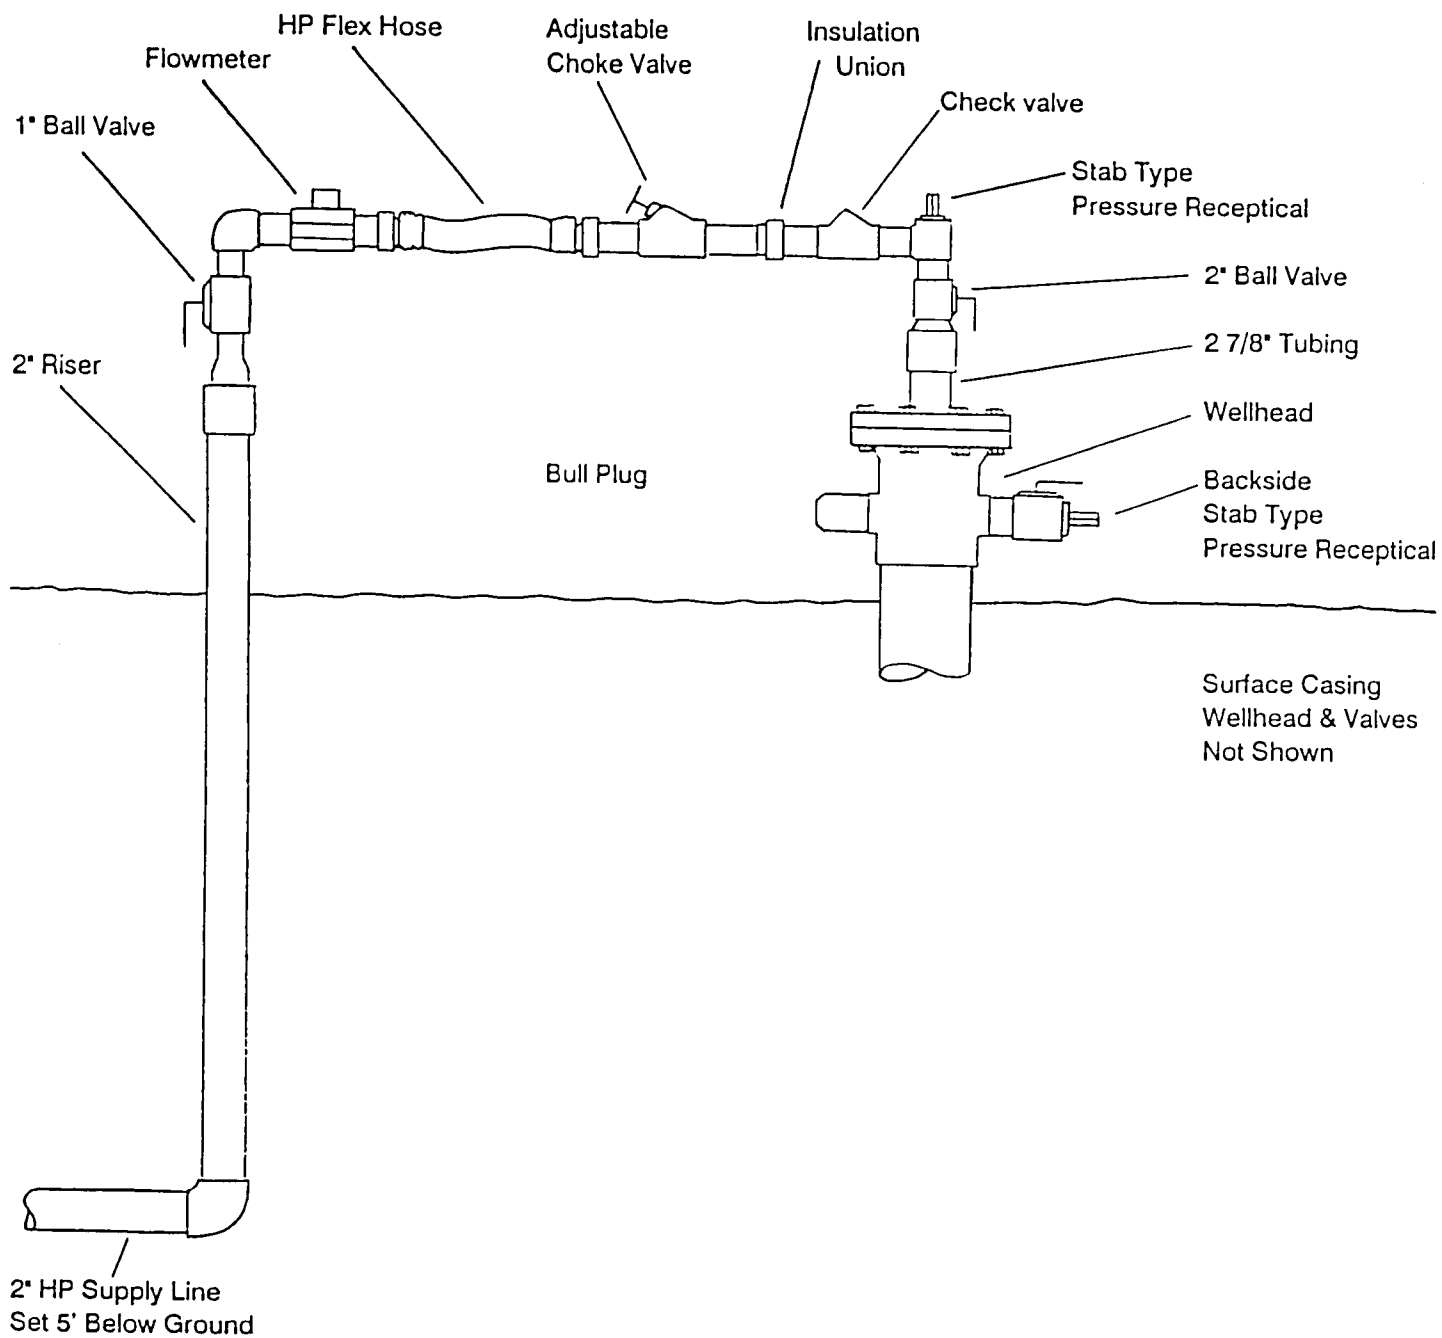 HP Flex Hose
Flowmeter
1" Ball Valve
Adjustable
Choke Valve
Insulation
Union
Check valve
Stab Type
Pressure Receptical
2" Ball Valve
2" Riser
2 7/8" Tubing
Wellhead
Bull Plug
Backside
Stab Type
Pressure Receptical
Surface Casing
Wellhead & Valves
Not Shown
2" HP Supply Line
Set 5' Below Ground